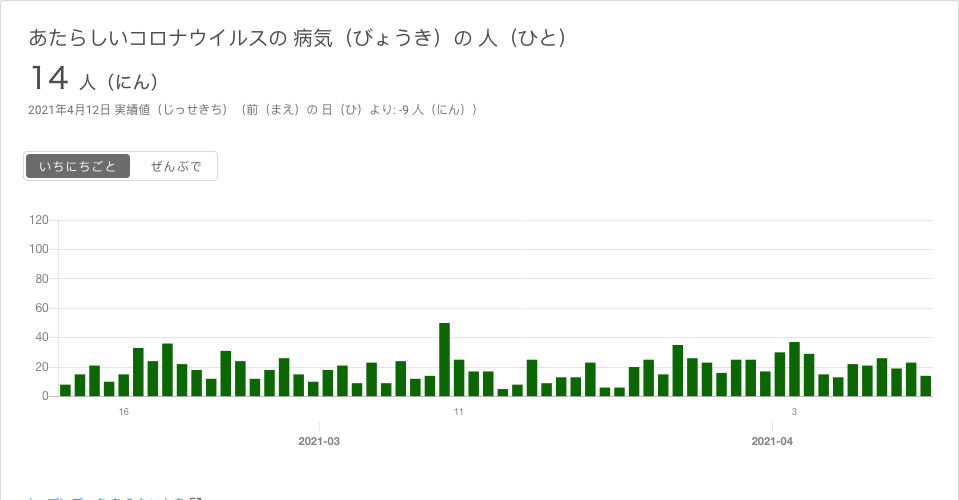 あたらしいコロナウイルスの 病気（びょうき）の 人（ひと）
14 人（にん）
2021年4月12日 実績値（じっせきち）（前（まえ）の 日（ひ）より: -9 人（にん））
いちにちごと ぜんぶで
120
100
80
60
40
20
0
16 11 3
2021-03 2021-04